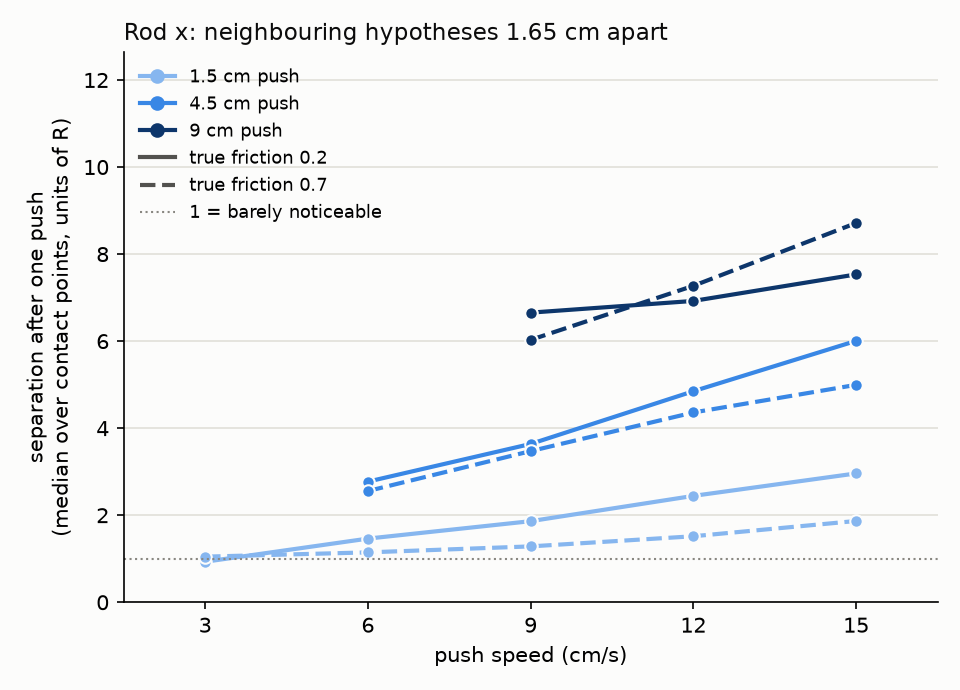 Rod x: neighbouring hypotheses 1.65 cm apart
1.5 cm push
4.5 cm push
9 cm push
true friction 0.2
true friction 0.7
1 = barely noticeable
separation after one push
(median over contact points, units of R)
12
10
8
6
4
2
0
3
6
9
12
15
push speed (cm/s)